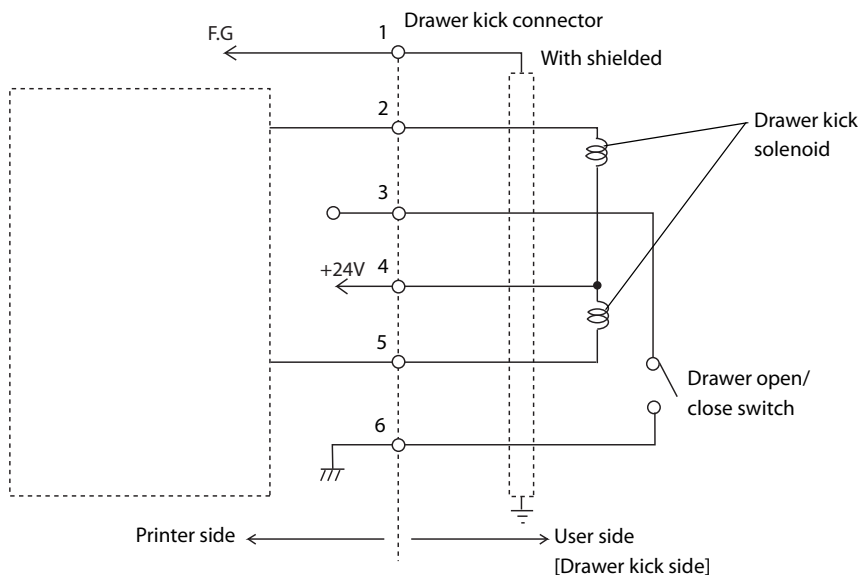 Drawer kick connector
F.G
1
With shielded
2
Drawer kick
solenoid
3
+24V
4
5
Drawer open/
close switch
6
Printer side
User side
[Drawer kick side]